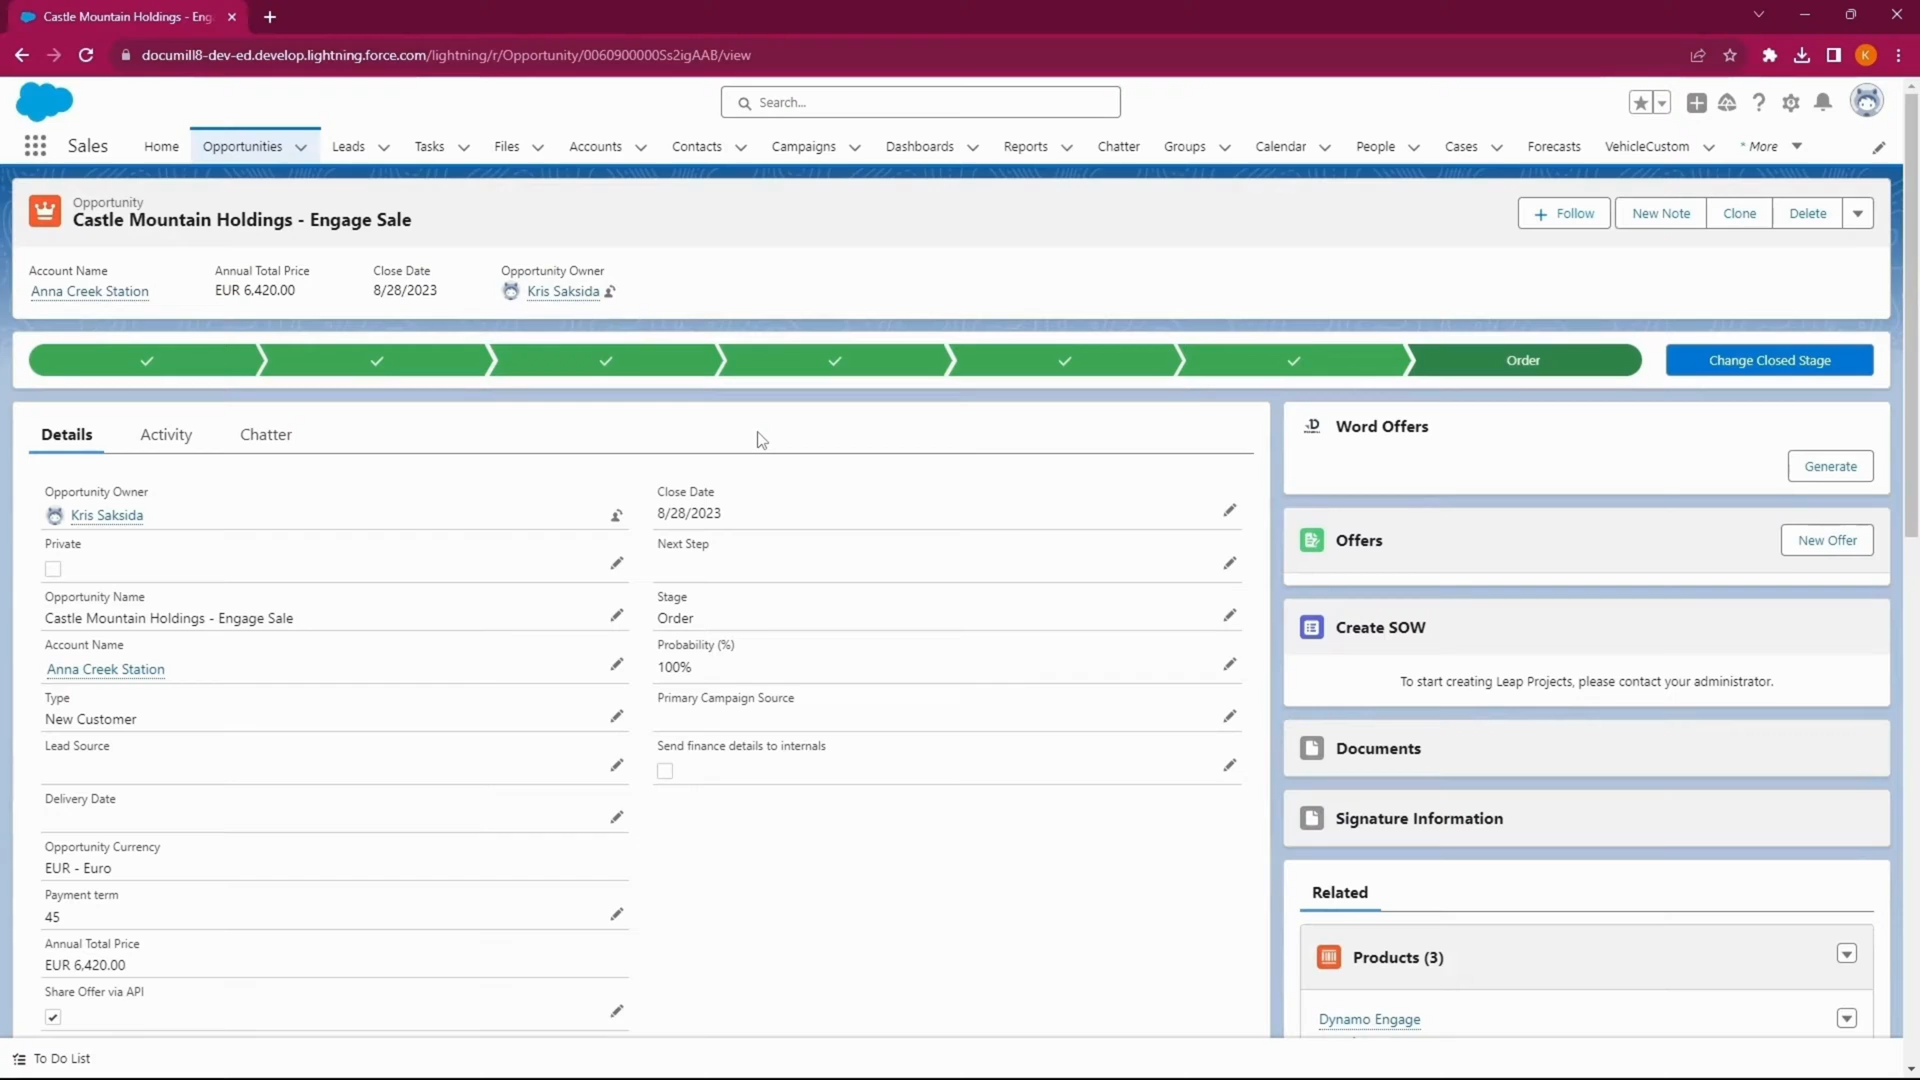 Castle Mountain Holdings - Eng
documill8-dev-ed.develop.lightning.force.com/lightning/r/Opportunity/0060900000Ss2igAAB/view
K
Search...
Sales
Home
Opportunities
Leads
Tasks
Files
Accounts
Contacts
Campaigns
Dashboards
Reports
Chatter
Groups
Calendar
People
Cases
Forecasts
VehicleCustom
* More
Opportunity
Castle Mountain Holdings - Engage Sale
Follow
New Note
Clone
Delete
Account Name
Anna Creek Station
Annual Total Price
EUR 6,420.00
Close Date
8/28/2023
Opportunity Owner
Kris Saksida
Order
Change Closed Stage
Details
Activity
Chatter
Opportunity Owner
Kris Saksida
Private
Opportunity Name
Castle Mountain Holdings - Engage Sale
Account Name
Anna Creek Station
Type
New Customer
Lead Source
Delivery Date
Opportunity Currency
EUR - Euro
Payment term
45
Annual Total Price
EUR 6,420.00
Share Offer via API
Close Date
8/28/2023
Next Step
Stage
Order
Probability (%)
100%
Primary Campaign Source
Send finance details to internals
Word Offers
Generate
Offers
New Offer
Create SOW
To start creating Leap Projects, please contact your administrator.
Documents
Signature Information
Related
Products (3)
Dynamo Engage
To Do List